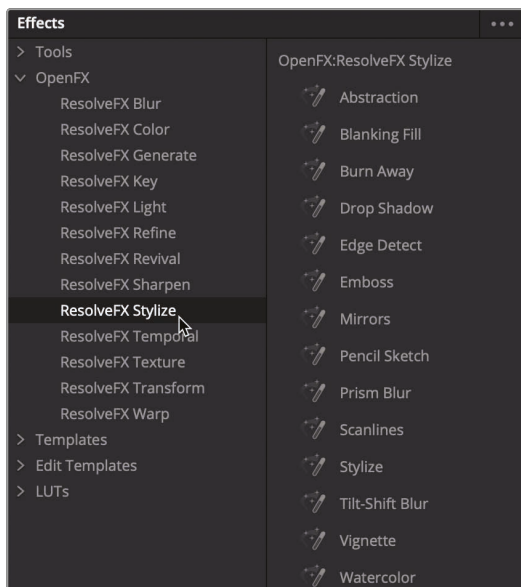 Effects
Tools
OpenFX
ResolveFX Blur
ResolveFX Color
ResolveFX Generate
ResolveFX Key
ResolveFX Light
ResolveFX Refine
ResolveFX Revival
ResolveFX Sharpen
ResolveFX Stylize
ResolveFX Temporal
ResolveFX Texture
ResolveFX Transform
ResolveFX Warp
Templates
Edit Templates
LUTs
OpenFX:ResolveFX Stylize
Abstraction
Blanking Fill
Burn Away
Drop Shadow
Edge Detect
Emboss
Mirrors
Pencil Sketch
Prism Blur
Scanlines
Stylize
Tilt-Shift Blur
Vignette
Watercolor